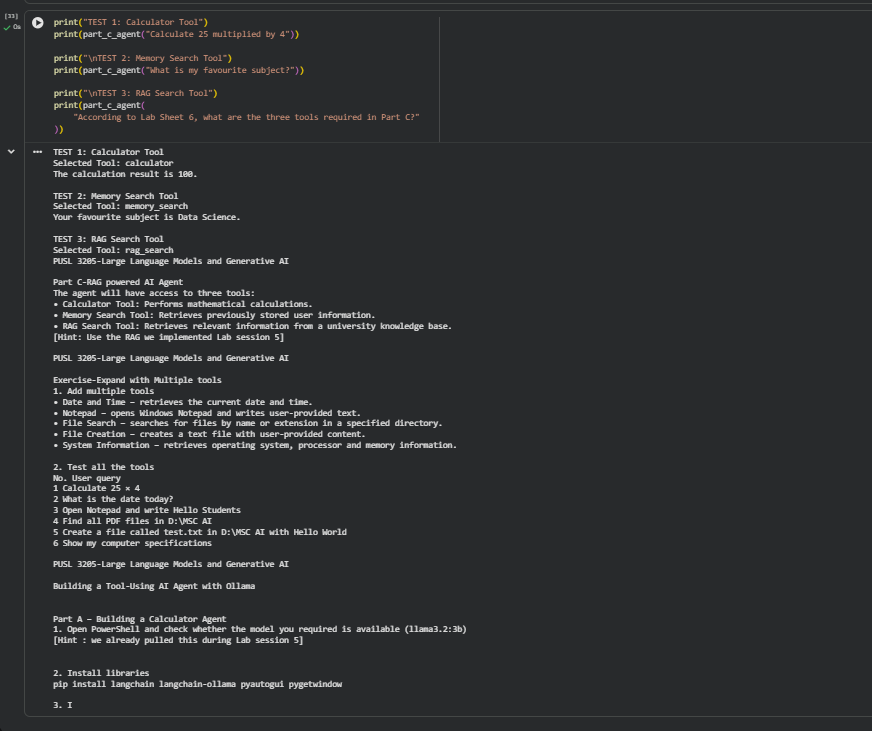 [33]
0s
print("TEST 1: Calculator Tool")
print(part_c_agent("Calculate 25 multiplied by 4"))
print("\nTEST 2: Memory Search Tool")
print(part_c_agent("What is my favourite subject?"))
print("\nTEST 3: RAG Search Tool")
print(part_c_agent(
"According to Lab Sheet 6, what are the three tools required in Part C?"
))
TEST 1: Calculator Tool
Selected Tool: calculator
The calculation result is 100.
TEST 2: Memory Search Tool
Selected Tool: memory_search
Your favourite subject is Data Science.
TEST 3: RAG Search Tool
Selected Tool: rag_search
PUSL 3205-Large Language Models and Generative AI
Part C-RAG powered AI Agent
The agent will have access to three tools:
• Calculator Tool: Performs mathematical calculations.
• Memory Search Tool: Retrieves previously stored user information.
• RAG Search Tool: Retrieves relevant information from a university knowledge base.
[Hint: Use the RAG we implemented Lab session 5]
PUSL 3205-Large Language Models and Generative AI
Exercise-Expand with Multiple tools
1. Add multiple tools
• Date and Time – retrieves the current date and time.
• Notepad – opens Windows Notepad and writes user-provided text.
• File Search – searches for files by name or extension in a specified directory.
• File Creation – creates a text file with user-provided content.
• System Information – retrieves operating system, processor and memory information.
2. Test all the tools
No. User query
1 Calculate 25 × 4
2 What is the date today?
3 Open Notepad and write Hello Students
4 Find all PDF files in D:\MSC AI
5 Create a file called test.txt in D:\MSC AI with Hello World
6 Show my computer specifications
PUSL 3205-Large Language Models and Generative AI
Building a Tool-Using AI Agent with Ollama
Part A – Building a Calculator Agent
1. Open PowerShell and check whether the model you required is available (llama3.2:3b)
[Hint : we already pulled this during Lab session 5]
2. Install libraries
pip install langchain langchain-ollama pyautogui pygetwindow
3. I